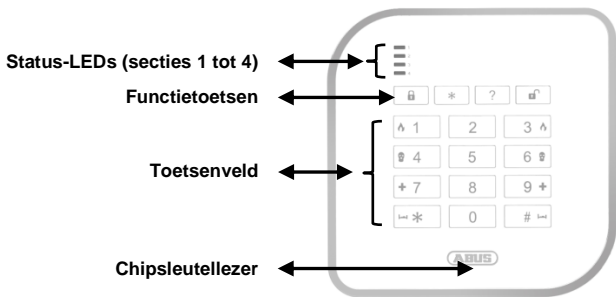 Status-LEDs (secties 1 tot 4)
Functietoetsen
* ?
1 2 3
4 5 6
Toetsenveld
7 8 9
* 0 #
ABUS
Chipsleutellezer